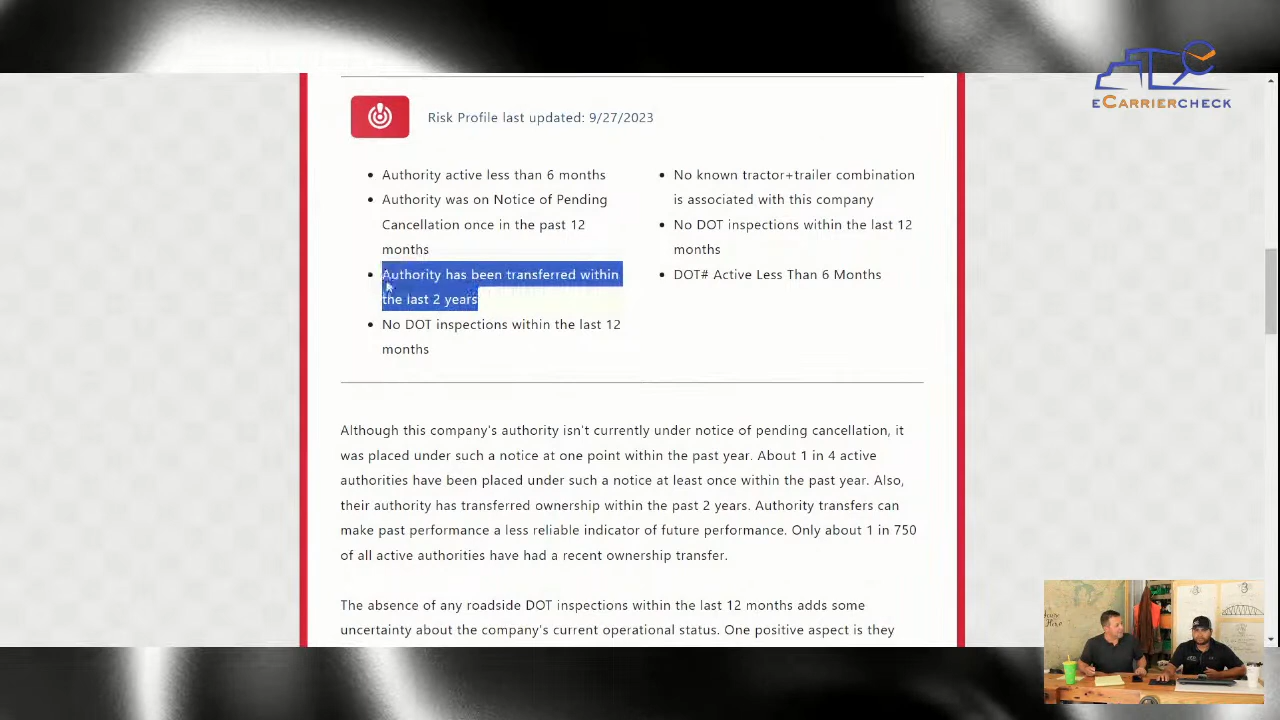 eCarrierCheck
Risk Profile last updated: 9/27/2023
Authority active less than 6 months
Authority was on Notice of Pending
Cancellation once in the past 12
months
Authority has been transferred within
the last 2 years
No DOT inspections within the last 12
months
No known tractor+trailer combination
is associated with this company
No DOT inspections within the last 12
months
DOT# Active Less Than 6 Months
Although this company's authority isn't currently under notice of pending cancellation, it
was placed under such a notice at one point within the past year. About 1 in 4 active
authorities have been placed under such a notice at least once within the past year. Also,
their authority has transferred ownership within the past 2 years. Authority transfers can
make past performance a less reliable indicator of future performance. Only about 1 in 750
of all active authorities have had a recent ownership transfer.
The absence of any roadside DOT inspections within the last 12 months adds some
uncertainty about the company's current operational status. One positive aspect is they